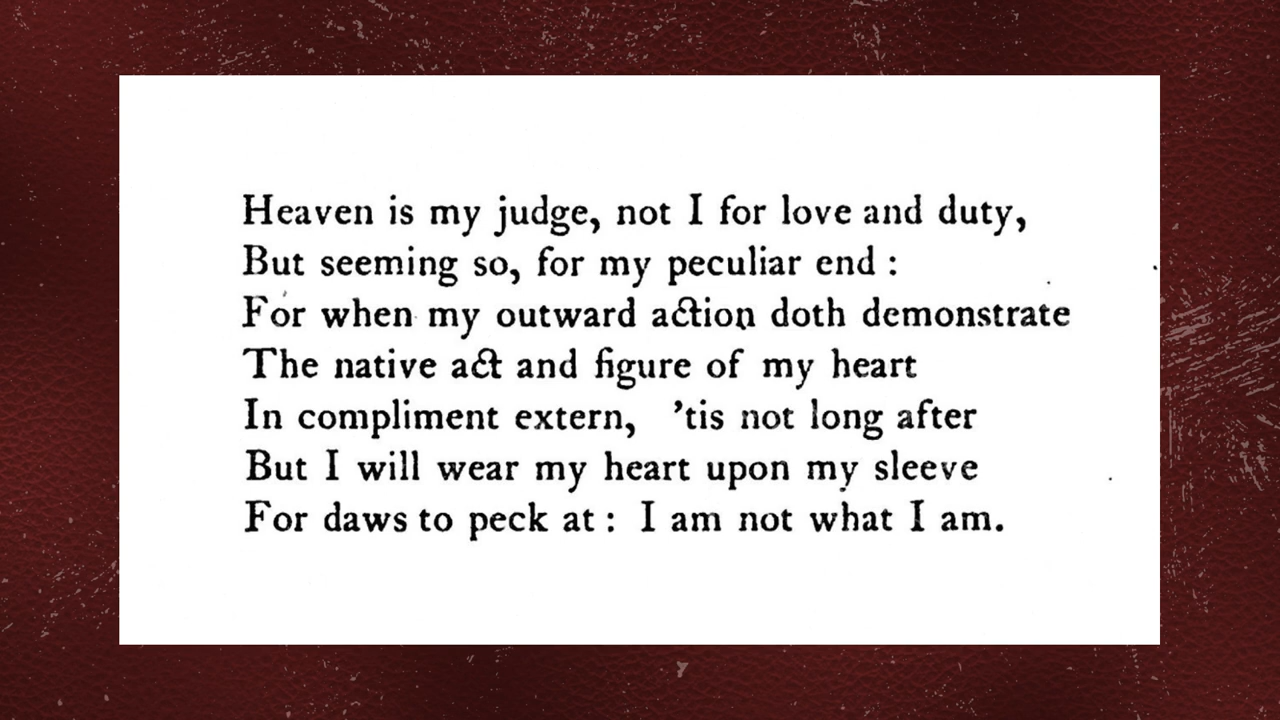 Heaven is my judge, not I for love and duty,
But seeming so, for my peculiar end :
For when my outward action doth demonstrate
The native act and figure of my heart
In compliment extern, ’tis not long after
But I will wear my heart upon my sleeve
For daws to peck at : I am not what I am.